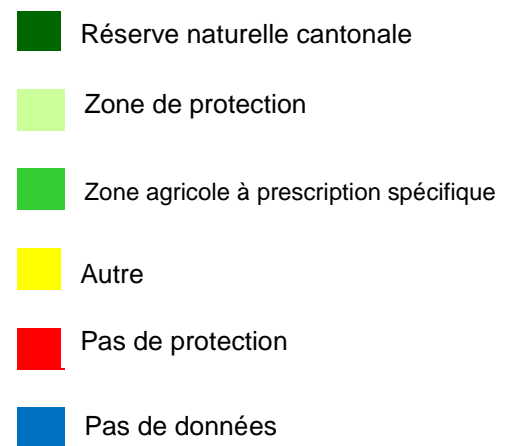 Réserve naturelle cantonale
Zone de protection
Zone agricole à prescription spécifique
Autre
Pas de protection
Pas de données